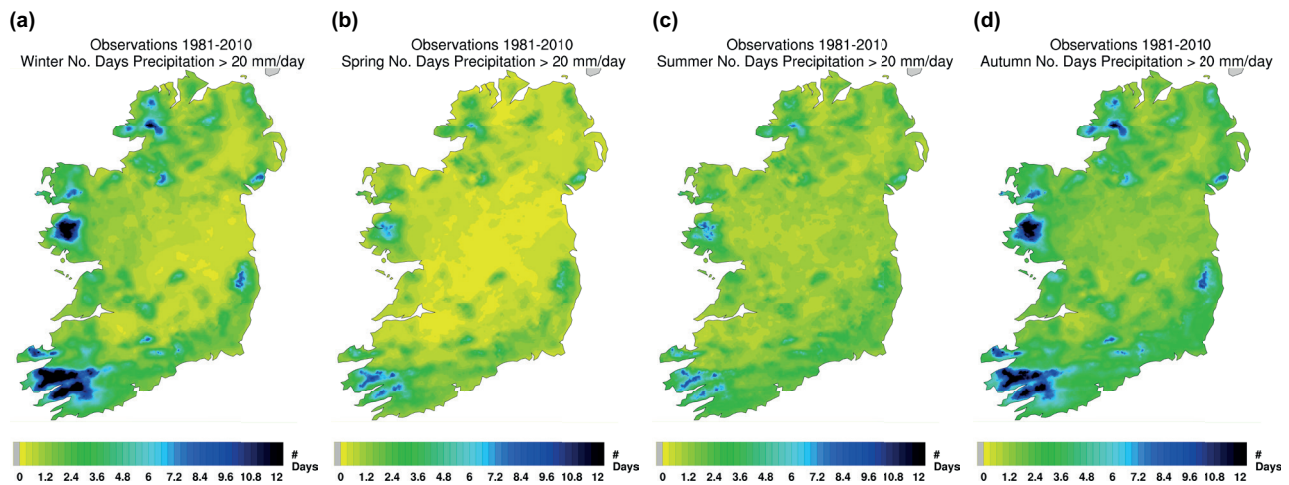 (a)
Observations 1981-2010
Winter No. Days Precipitation > 20 mm/day
0 1.2 2.4 3.6 4.8 6 7.2 8.4 9.6 10.8 12
#
Days
(b)
Observations 1981-2010
Spring No. Days Precipitation > 20 mm/day
0 1.2 2.4 3.6 4.8 6 7.2 8.4 9.6 10.8 12
#
Days
(c)
Observations 1981-2010
Summer No. Days Precipitation > 20 mm/day
0 1.2 2.4 3.6 4.8 6 7.2 8.4 9.6 10.8 12
#
Days
(d)
Observations 1981-2010
Autumn No. Days Precipitation > 20 mm/day
0 1.2 2.4 3.6 4.8 6 7.2 8.4 9.6 10.8 12
#
Days